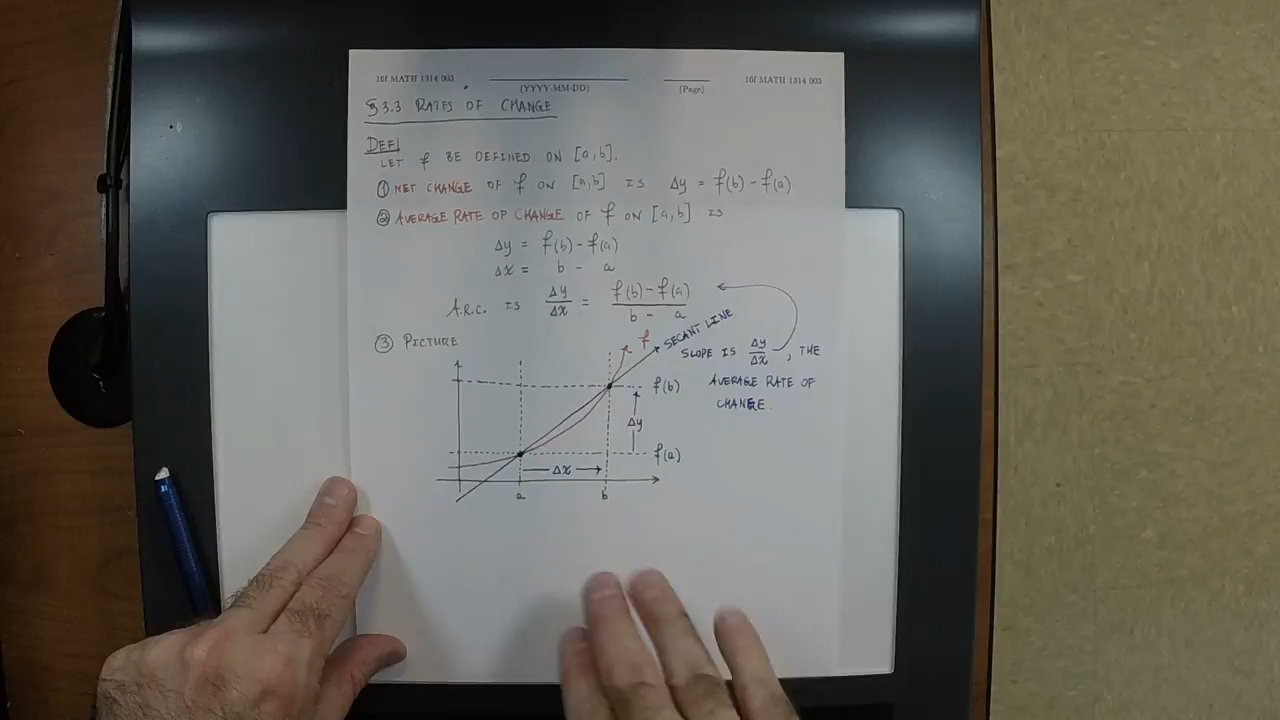 16f MATH 1314 003 (YYYY-MM-DD) (Page) 16f MATH 1314 003
§ 3.3 RATES OF CHANGE
DEF|
LET f BE DEFINED ON [a,b].
① NET CHANGE OF f ON [a,b] IS Δy = f(b) - f(a)
② AVERAGE RATE OF CHANGE OF f ON [a,b] IS
Δy = f(b) - f(a)
Δx = b - a
A.R.C. IS Δy/Δx = f(b) - f(a)/b - a
③ PICTURE
f
SECANT LINE
SLOPE IS Δy/Δx, THE
AVERAGE RATE OF
CHANGE.
f(b)
Δy
f(a)
Δx
a b